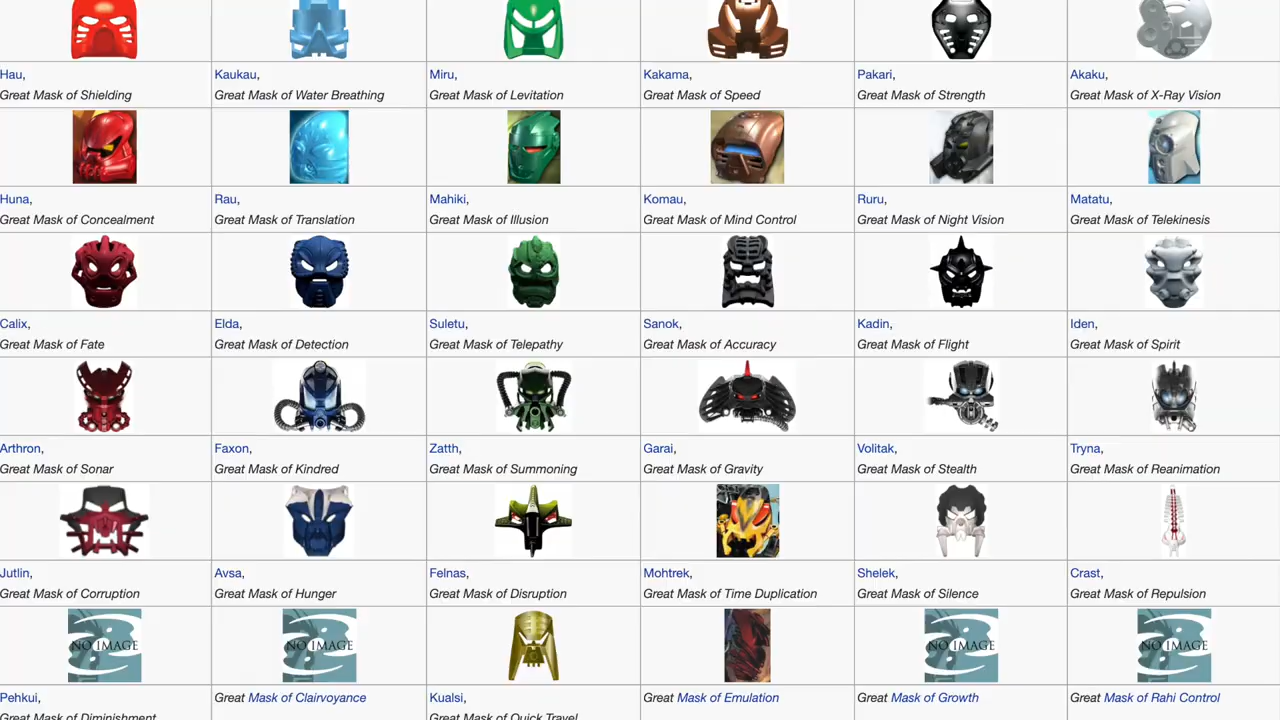 Hau,
Great Mask of Shielding
Kaukau,
Great Mask of Water Breathing
Miru,
Great Mask of Levitation
Kakama,
Great Mask of Speed
Pakari,
Great Mask of Strength
Akaku,
Great Mask of X-Ray Vision
Huna,
Great Mask of Concealment
Rau,
Great Mask of Translation
Mahiki,
Great Mask of Illusion
Komau,
Great Mask of Mind Control
Ruru,
Great Mask of Night Vision
Matatu,
Great Mask of Telekinesis
Calix,
Great Mask of Fate
Elda,
Great Mask of Detection
Suletu,
Great Mask of Telepathy
Sanok,
Great Mask of Accuracy
Kadin,
Great Mask of Flight
Iden,
Great Mask of Spirit
Arthron,
Great Mask of Sonar
Faxon,
Great Mask of Kindred
Zatth,
Great Mask of Summoning
Garai,
Great Mask of Gravity
Volitak,
Great Mask of Stealth
Tryna,
Great Mask of Reanimation
Jutlin,
Great Mask of Corruption
Avsa,
Great Mask of Hunger
Felnas,
Great Mask of Disruption
Mohtrek,
Great Mask of Time Duplication
Shelek,
Great Mask of Silence
Crast,
Great Mask of Repulsion
NO IMAGE
NO IMAGE
NO IMAGE
NO IMAGE
Pehkui,
Great Mask of Diminishment
Great Mask of Clairvoyance
Kualsi,
Great Mask of Quick Travel
Great Mask of Emulation
Great Mask of Growth
Great Mask of Rahi Control